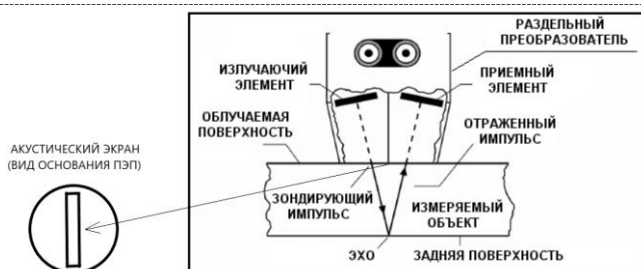 РАЗДЕЛЬНЫЙ
ПРЕОБРАЗОВАТЕЛЬ
ИЗЛУЧАЮЧИЙ
ЭЛЕМЕНТ
ПРИЕМНЫЙ
ЭЛЕМЕНТ
ОБЛУЧАЕМАЯ
ПОВЕРХНОСТЬ
ОТРАЖЕННЫЙ
ИМПУЛЬС
АКУСТИЧЕСКИЙ ЭКРАН
(ВИД ОСНОВАНИЯ ПЭП)
ЗОНДИРУЮЩИЙ
ИМПУЛЬС
ИЗМЕРЯЕМЫЙ
ОБЪЕКТ
ЭХО
ЗАДНЯЯ ПОВЕРХНОСТЬ